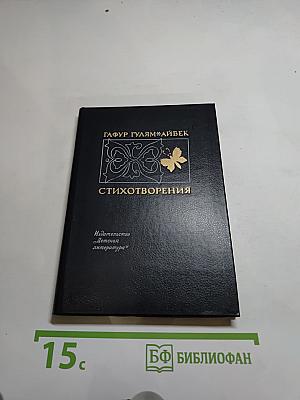 ГАФУР ГУЛЯМ*АЙБЕК
СТИХОТВОРЕНИЯ
Издательство
„Детская
литература"
15с
БФ БИБЛИОФАН